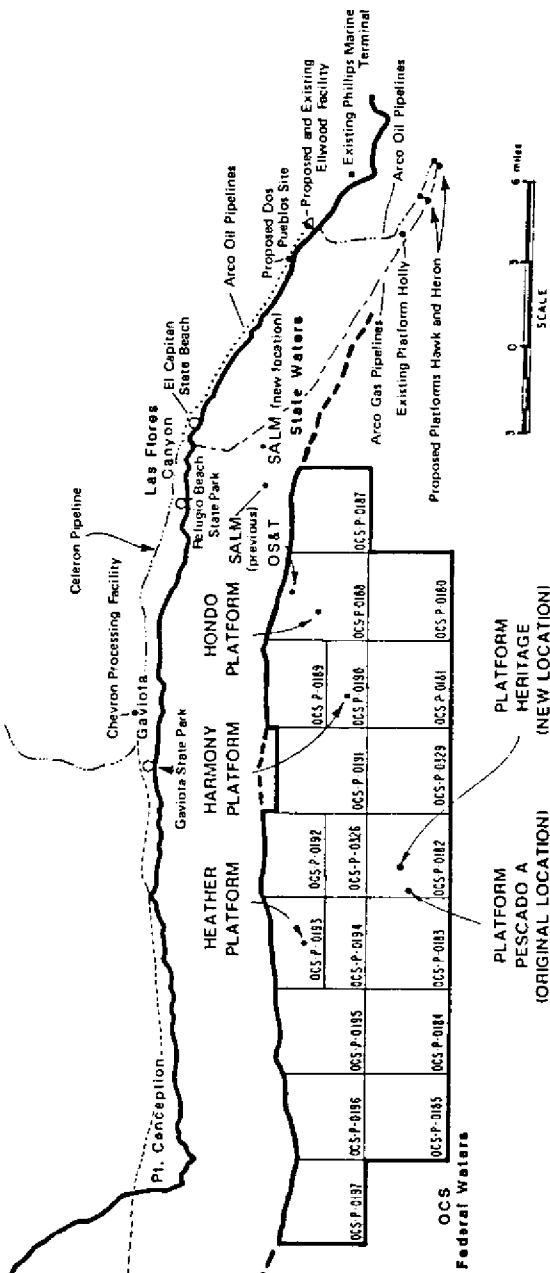 Pt. Conception
Gaviota State Park
Gaviota
Chevron Processing Facility
Celeron Pipeline
Las Flores
Canyon
Refugio Beach
State Park
El Capitan
State Beach
Arco Oil Pipelines
Proposed Dos
Pueblos Site
Proposed and Existing
Ellwood Facility
Existing Phillips Marine
Terminal
HEATHER
PLATFORM
HARMONY
PLATFORM
HONDO
PLATFORM
SALM
(previous)
OS&T
SALM (new location)
State Waters
Arco Gas Pipelines
Existing Platform Holly
Arco Oil Pipelines
Proposed Platforms Hawk and Heron
OCS-P-0197
OCS-P-0196
OCS-P-0195
OCS-P-0194
OCS-P-0193
OCS-P-0192
OCS-P-0326
OCS-P-0191
OCS-P-0190
OCS-P-0189
OCS-P-0188
OCS-P-0187
OCS-P-0185
OCS-P-0184
OCS-P-0183
OCS-P-0182
OCS-P-0329
OCS-P-0181
OCS-P-0180
OCS
Federal Waters
PLATFORM
PESCADO A
(ORIGINAL LOCATION)
PLATFORM
HERITAGE
(NEW LOCATION)
3 0 3 6 miles
SCALE